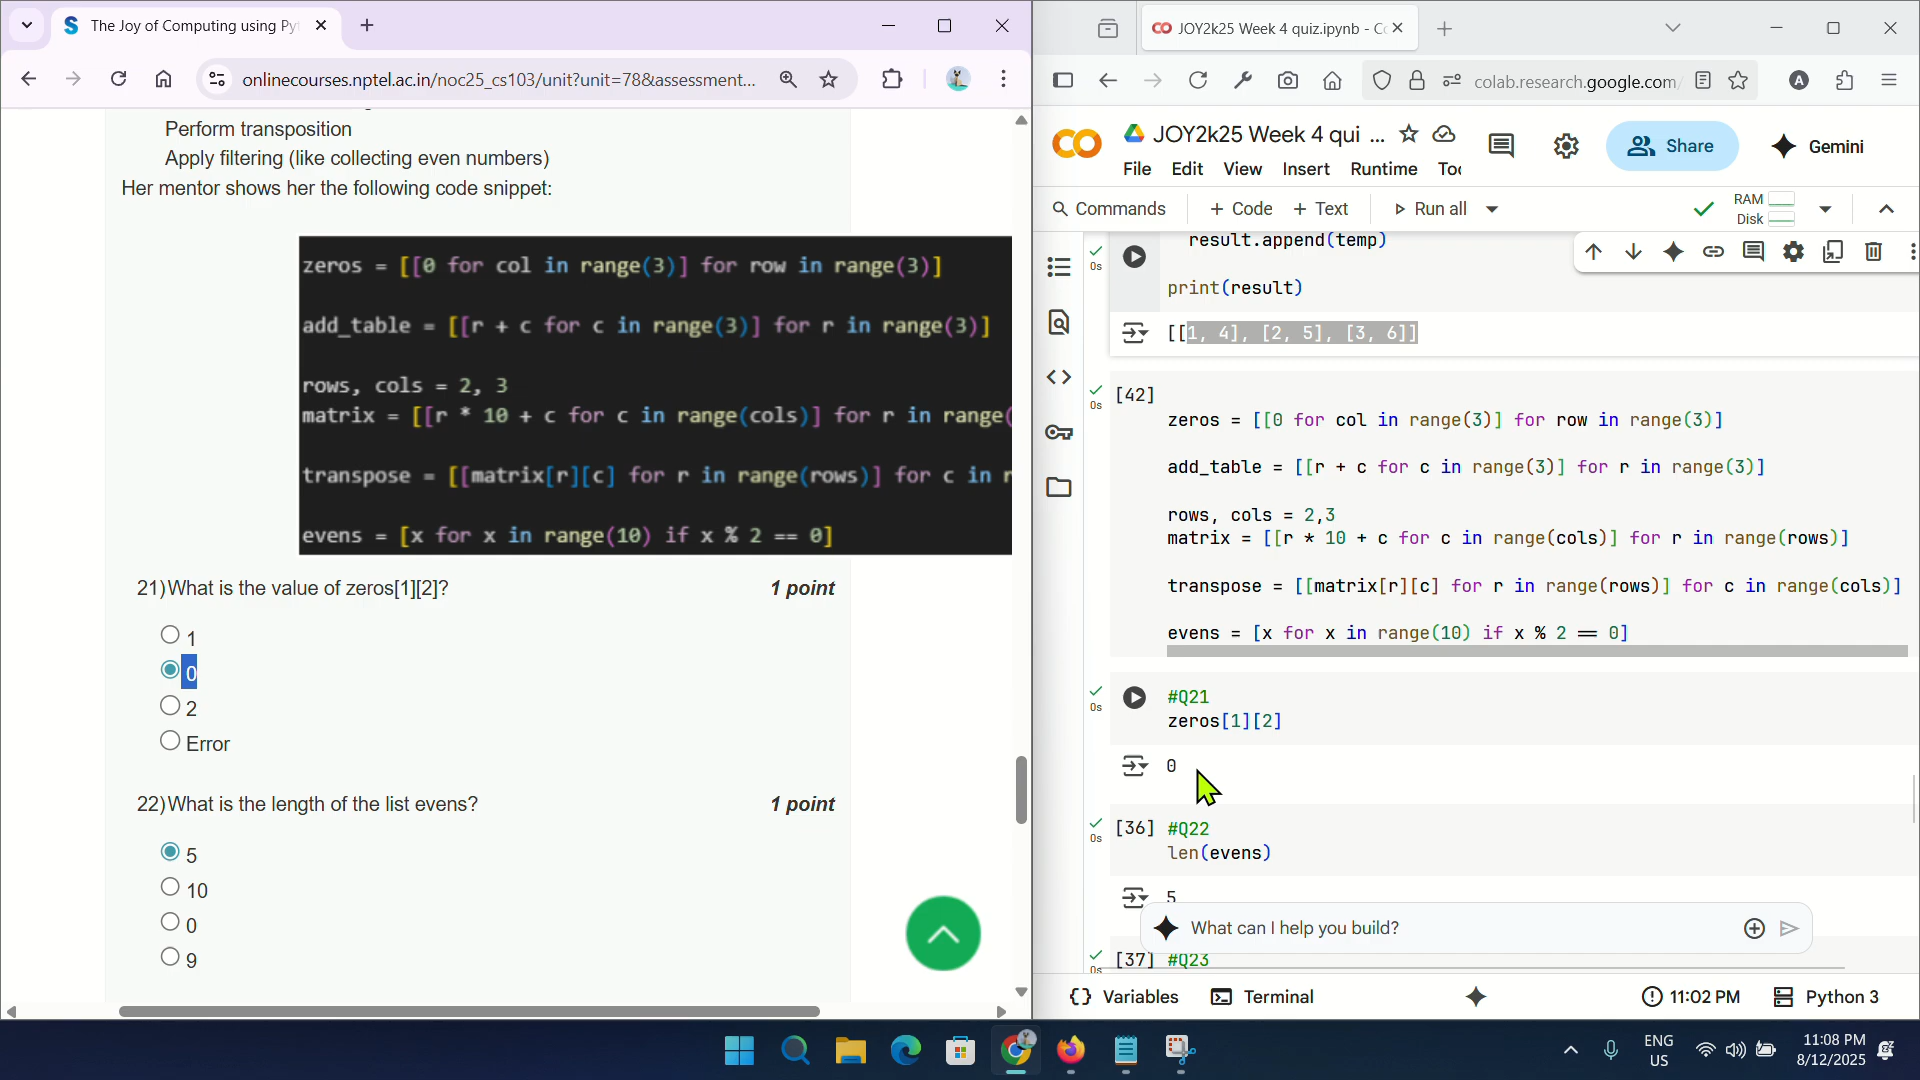 The Joy of Computing using Py
onlinecourses.nptel.ac.in/noc25_cs103/unit?unit=78&assessment...
Perform transposition
Apply filtering (like collecting even numbers)
Her mentor shows her the following code snippet:
zeros = [[0 for col in range(3)] for row in range(3)]
add_table = [[r + c for c in range(3)] for r in range(3)]
rows, cols = 2, 3
matrix = [[r * 10 + c for c in range(cols)] for r in range(
transpose = [[matrix[r][c] for r in range(rows)] for c in r
evens = [x for x in range(10) if x % 2 == 0]
21) What is the value of zeros[1][2]? 1 point
1
0
2
Error
22) What is the length of the list evens? 1 point
5
10
0
9
JOY2k25 Week 4 quiz.ipynb - Co
colab.research.google.com
A
JOY2k25 Week 4 qui ...
Share
Gemini
File Edit View Insert Runtime Too
Commands + Code + Text Run all
RAM
Disk
0s
result.append(temp)
print(result)
[[1, 4], [2, 5], [3, 6]]
0s
[42]
zeros = [[0 for col in range(3)] for row in range(3)]
add_table = [[r + c for c in range(3)] for r in range(3)]
rows, cols = 2,3
matrix = [[r * 10 + c for c in range(cols)] for r in range(rows)]
transpose = [[matrix[r][c] for r in range(rows)] for c in range(cols)]
evens = [x for x in range(10) if x % 2 == 0]
0s
#Q21
zeros[1][2]
0
0s
[36] #Q22
len(evens)
5
What can I help you build?
0s
[37] #Q23
Variables Terminal 11:02 PM Python 3
ENG
US
11:08 PM
8/12/2025